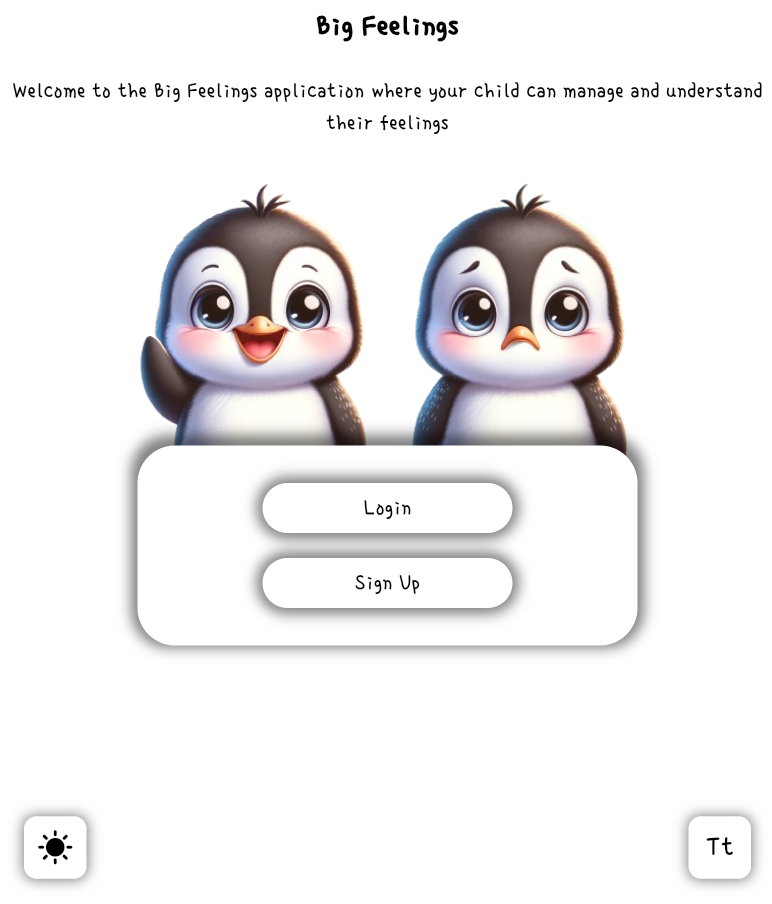 Big Feelings
Welcome to the Big Feelings application where your child can manage and understand
their feelings
Login
Sign Up
Tt